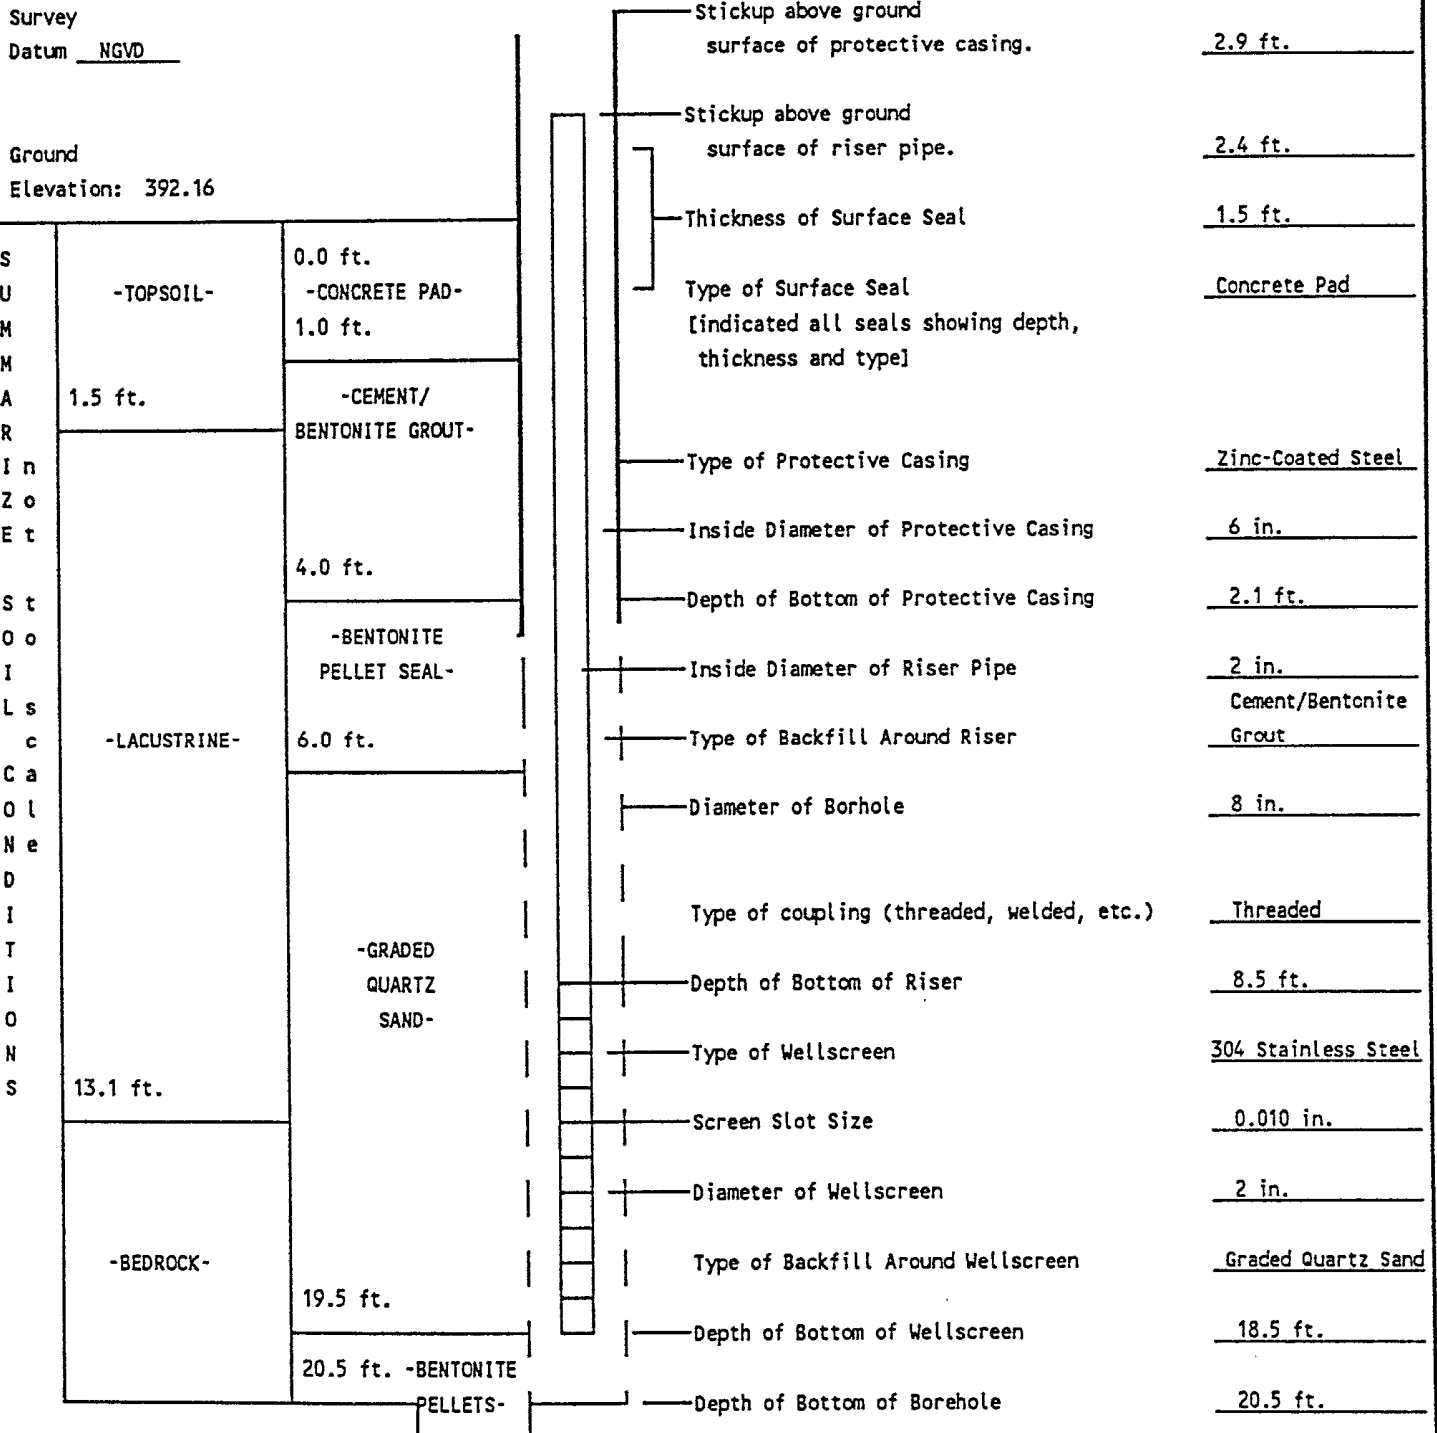 Survey
Datum NGVD
Ground
Elevation: 392.16
SUMMARIZE SOIL CONDITIONS
not to scale
-TOPSOIL-
1.5 ft.
-LACUSTRINE-
13.1 ft.
-BEDROCK-
0.0 ft.
-CONCRETE PAD-
1.0 ft.
-CEMENT/
BENTONITE GROUT-
4.0 ft.
-BENTONITE
PELLET SEAL-
6.0 ft.
-GRADED
QUARTZ
SAND-
19.5 ft.
20.5 ft. -BENTONITE
PELLETS-
Stickup above ground
surface of protective casing. 2.9 ft.
Stickup above ground
surface of riser pipe. 2.4 ft.
Thickness of Surface Seal 1.5 ft.
Type of Surface Seal Concrete Pad
[indicated all seals showing depth,
thickness and type]
Type of Protective Casing Zinc-Coated Steel
Inside Diameter of Protective Casing 6 in.
Depth of Bottom of Protective Casing 2.1 ft.
Inside Diameter of Riser Pipe 2 in.
Cement/Bentonite
Type of Backfill Around Riser Grout
Diameter of Borhole 8 in.
Type of coupling (threaded, welded, etc.) Threaded
Depth of Bottom of Riser 8.5 ft.
Type of Wellscreen 304 Stainless Steel
Screen Slot Size 0.010 in.
Diameter of Wellscreen 2 in.
Type of Backfill Around Wellscreen Graded Quartz Sand
Depth of Bottom of Wellscreen 18.5 ft.
Depth of Bottom of Borehole 20.5 ft.